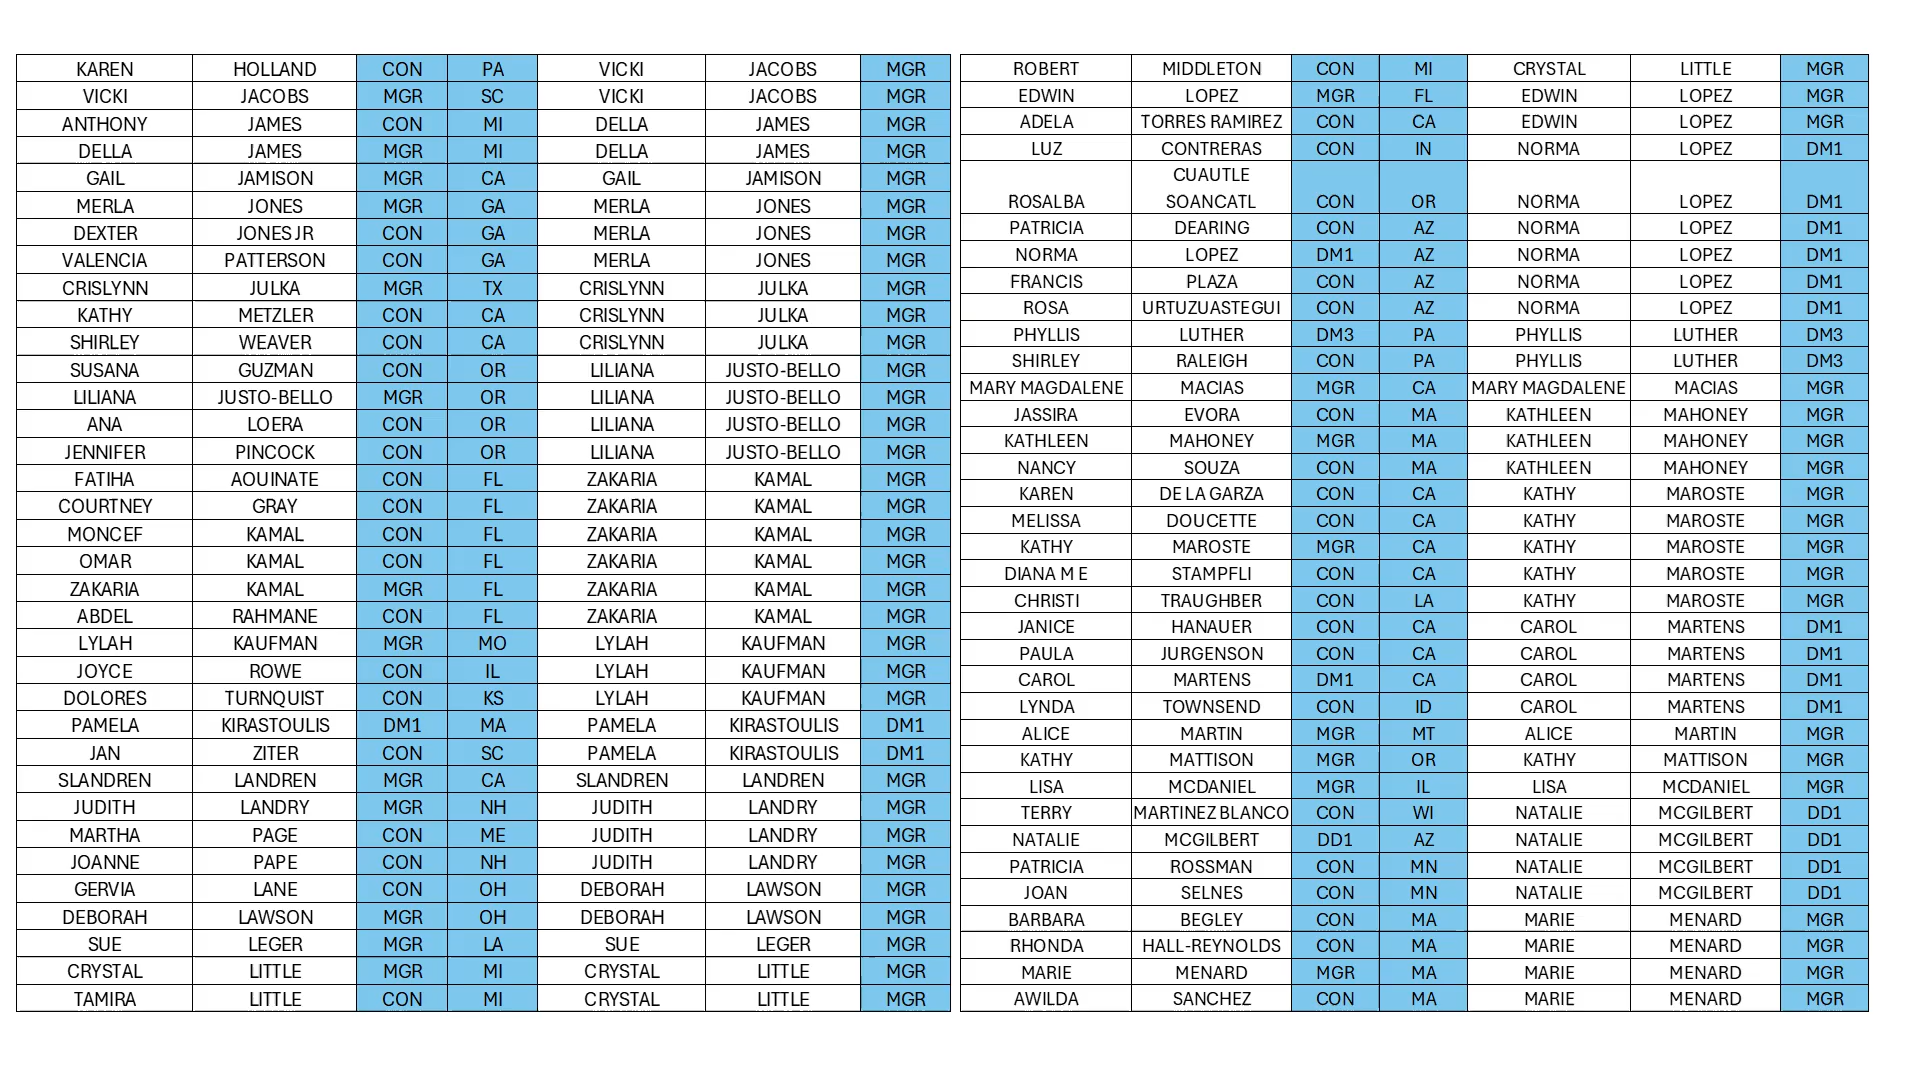 KAREN HOLLAND CON PA VICKI JACOBS MGR
VICKI JACOBS MGR SC VICKI JACOBS MGR
ANTHONY JAMES CON MI DELLA JAMES MGR
DELLA JAMES MGR MI DELLA JAMES MGR
GAIL JAMISON MGR CA GAIL JAMISON MGR
MERLA JONES MGR GA MERLA JONES MGR
DEXTER JONES JR CON GA MERLA JONES MGR
VALENCIA PATTERSON CON GA MERLA JONES MGR
CRISLYNN JULKA MGR TX CRISLYNN JULKA MGR
KATHY METZLER CON CA CRISLYNN JULKA MGR
SHIRLEY WEAVER CON CA CRISLYNN JULKA MGR
SUSANA GUZMAN CON OR LILIANA JUSTO-BELLO MGR
LILIANA JUSTO-BELLO MGR OR LILIANA JUSTO-BELLO MGR
ANA LOERA CON OR LILIANA JUSTO-BELLO MGR
JENNIFER PINCOCK CON OR LILIANA JUSTO-BELLO MGR
FATIHA AOUINATE CON FL ZAKARIA KAMAL MGR
COURTNEY GRAY CON FL ZAKARIA KAMAL MGR
MONCEF KAMAL CON FL ZAKARIA KAMAL MGR
OMAR KAMAL CON FL ZAKARIA KAMAL MGR
ZAKARIA KAMAL MGR FL ZAKARIA KAMAL MGR
ABDEL RAHMANE CON FL ZAKARIA KAMAL MGR
LYLAH KAUFMAN MGR MO LYLAH KAUFMAN MGR
JOYCE ROWE CON IL LYLAH KAUFMAN MGR
DOLORES TURNQUIST CON KS LYLAH KAUFMAN MGR
PAMELA KIRASTOULIS DM1 MA PAMELA KIRASTOULIS DM1
JAN ZITER CON SC PAMELA KIRASTOULIS DM1
SLANDREN LANDREN MGR CA SLANDREN LANDREN MGR
JUDITH LANDRY MGR NH JUDITH LANDRY MGR
MARTHA PAGE CON ME JUDITH LANDRY MGR
JOANNE PAPE CON NH JUDITH LANDRY MGR
GERVIA LANE CON OH DEBORAH LAWSON MGR
DEBORAH LAWSON MGR OH DEBORAH LAWSON MGR
SUE LEGER MGR LA SUE LEGER MGR
CRYSTAL LITTLE MGR MI CRYSTAL LITTLE MGR
TAMIRA LITTLE CON MI CRYSTAL LITTLE MGR
ROBERT MIDDLETON CON MI CRYSTAL LITTLE MGR
EDWIN LOPEZ MGR FL EDWIN LOPEZ MGR
ADELA TORRES RAMIREZ CON CA EDWIN LOPEZ MGR
LUZ CONTRERAS CON IN NORMA LOPEZ DM1
CUAUTLE
ROSALBA SOANCATL CON OR NORMA LOPEZ DM1
PATRICIA DEARING CON AZ NORMA LOPEZ DM1
NORMA LOPEZ DM1 AZ NORMA LOPEZ DM1
FRANCIS PLAZA CON AZ NORMA LOPEZ DM1
ROSA URTUZUASTEGUI CON AZ NORMA LOPEZ DM1
PHYLLIS LUTHER DM3 PA PHYLLIS LUTHER DM3
SHIRLEY RALEIGH CON PA PHYLLIS LUTHER DM3
MARY MAGDALENE MACIAS MGR CA MARY MAGDALENE MACIAS MGR
JASSIRA EVORA CON MA KATHLEEN MAHONEY MGR
KATHLEEN MAHONEY MGR MA KATHLEEN MAHONEY MGR
NANCY SOUZA CON MA KATHLEEN MAHONEY MGR
KAREN DE LA GARZA CON CA KATHY MAROSTE MGR
MELISSA DOUCETTE CON CA KATHY MAROSTE MGR
KATHY MAROSTE MGR CA KATHY MAROSTE MGR
DIANA M E STAMPFLI CON CA KATHY MAROSTE MGR
CHRISTI TRAUGHBER CON LA KATHY MAROSTE MGR
JANICE HANAUER CON CA CAROL MARTENS DM1
PAULA JURGENSON CON CA CAROL MARTENS DM1
CAROL MARTENS DM1 CA CAROL MARTENS DM1
LYNDA TOWNSEND CON ID CAROL MARTENS DM1
ALICE MARTIN MGR MT ALICE MARTIN MGR
KATHY MATTISON MGR OR KATHY MATTISON MGR
LISA MCDANIEL MGR IL LISA MCDANIEL MGR
TERRY MARTINEZ BLANCO CON WI NATALIE MCGILBERT DD1
NATALIE MCGILBERT DD1 AZ NATALIE MCGILBERT DD1
PATRICIA ROSSMAN CON MN NATALIE MCGILBERT DD1
JOAN SELNES CON MN NATALIE MCGILBERT DD1
BARBARA BEGLEY CON MA MARIE MENARD MGR
RHONDA HALL-REYNOLDS CON MA MARIE MENARD MGR
MARIE MENARD MGR MA MARIE MENARD MGR
AWILDA SANCHEZ CON MA MARIE MENARD MGR